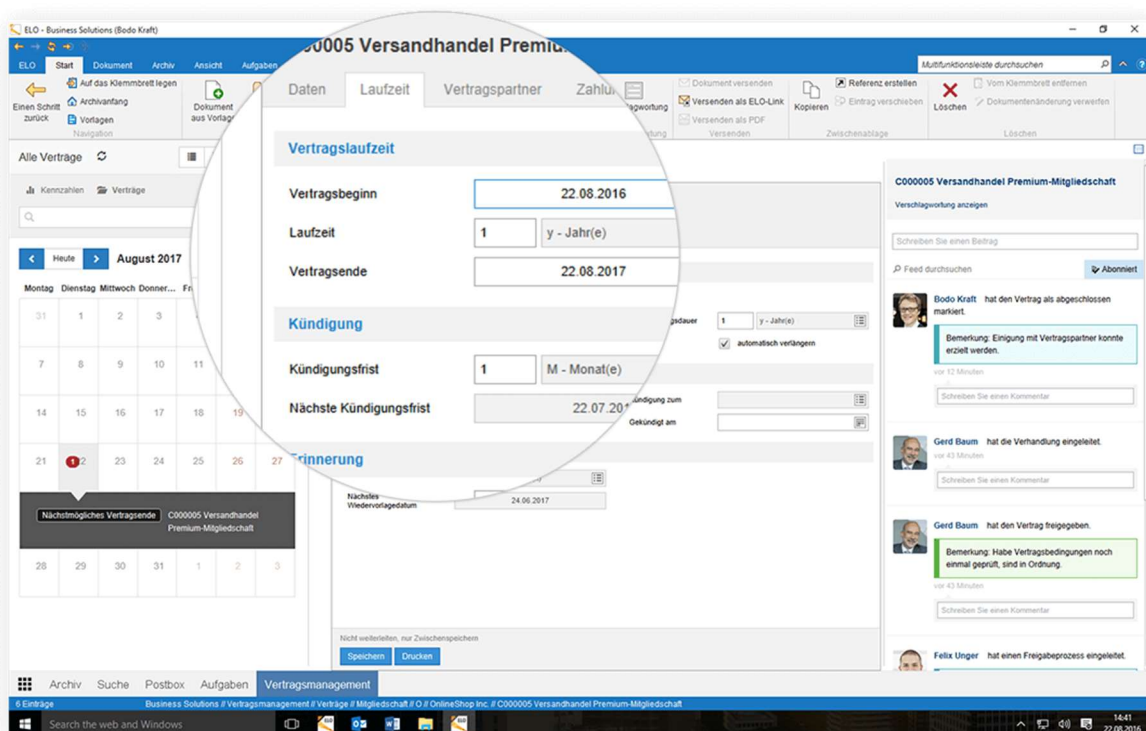 ELO - Business Solutions (Bodo Kraft)
ELO Start Dokument Archiv Ansicht Aufgaben
Multifunktionsleiste durchsuchen
Einen Schritt zurück
Auf das Klemmbrett legen
Archivanfang
Vorlagen
Navigation
Dokument aus Vorlage
Dokument versenden
Versenden als ELO-Link
Versenden als PDF
Versenden
Kopieren
Referenz erstellen
Eintrag verschieben
Zwischenablage
Löschen
Vom Klemmbrett entfernen
Dokumentenänderung verwerfen
Löschen
Alle Verträge
Kennzahlen Verträge
Heute August 2017
Montag Dienstag Mittwoch Donner...
31 1 2 3
7 8 9 10 11
14 15 16 17 18 19
21 1 2 23 24 25 26 27
Nächstmögliches Vertragsende C000005 Versandhandel
Premium-Mitgliedschaft
28 29 30 31 1 2 3
C00005 Versandhandel Premium
Daten Laufzeit Vertragspartner
Vertragslaufzeit
Vertragsbeginn 22.08.2016
Laufzeit 1 y - Jahr(e)
Vertragsende 22.08.2017
Kündigung
Kündigungsfrist 1 M - Monat(e)
Nächste Kündigungsfrist 22.07.201
Erinnerung
1 y - Jahr(e)
automatisch verlängern
Kündigung zum
Gekündigt am
Nächstes
Wiedervorlagedatum 24.06.2017
Nicht weiterleiten, nur Zwischenspeichern
Speichern Drucken
C000005 Versandhandel Premium-Mitgliedschaft
Verschlagwortung anzeigen
Schreiben Sie einen Beitrag
Feed durchsuchen Abonniert
Bodo Kraft hat den Vertrag als abgeschlossen
markiert.
Bemerkung: Einigung mit Vertragspartner konnte
erzielt werden.
vor 12 Minuten
Schreiben Sie einen Kommentar
Gerd Baum hat die Verhandlung eingeleitet.
vor 43 Minuten
Schreiben Sie einen Kommentar
Gerd Baum hat den Vertrag freigegeben.
Bemerkung: Habe Vertragsbedingungen noch
einmal geprüft, sind in Ordnung.
vor 43 Minuten
Schreiben Sie einen Kommentar
Felix Unger hat einen Freigabeprozess eingeleitet.
Archiv Suche Postbox Aufgaben Vertragsmanagement
6 Einträge Business Solutions // Vertragsmanagement // Verträge // Mitgliedschaft // O // OnlineShop Inc. // C000005 Versandhandel Premium-Mitgliedschaft
Search the web and Windows
14:41
22.08.2016